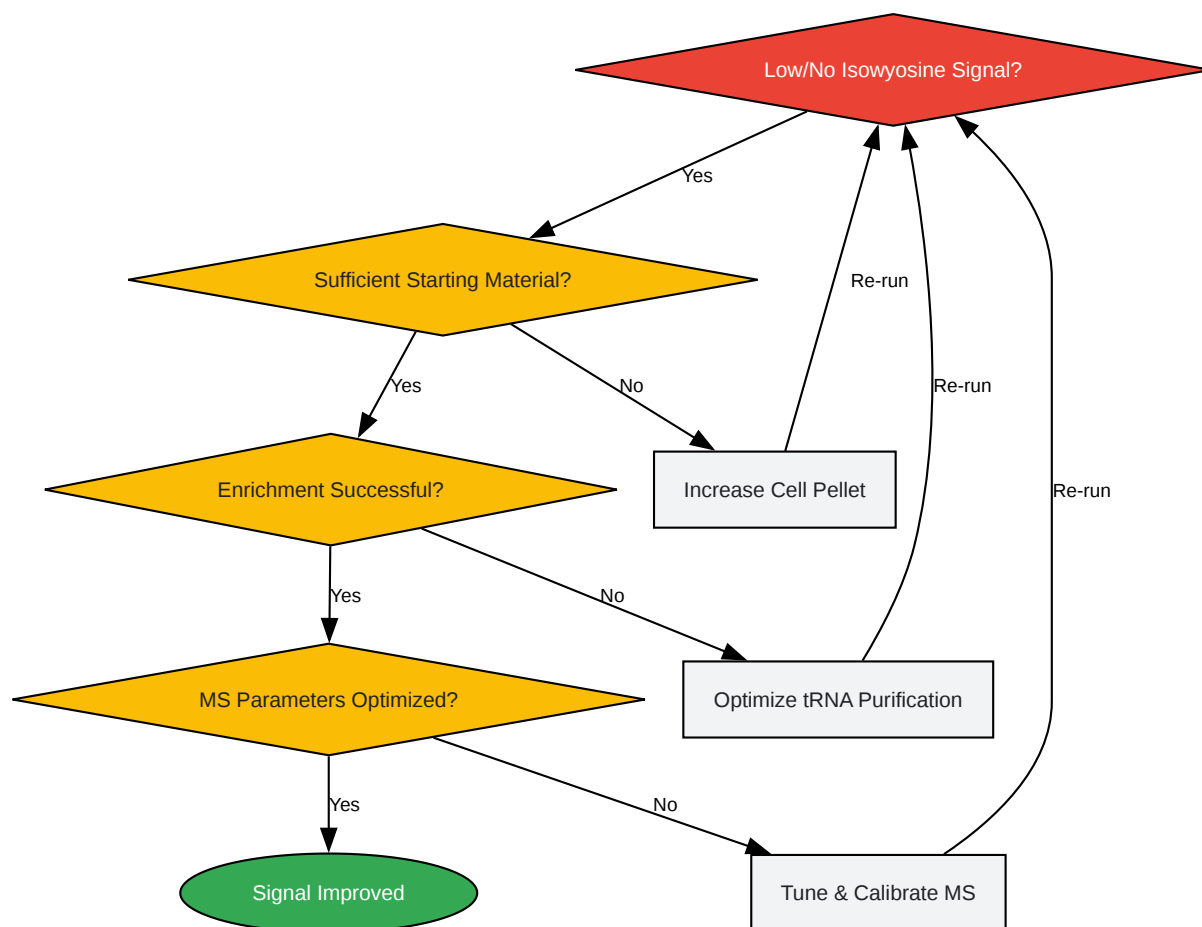 Low/No Isowyosine Signal?
Yes
Sufficient Starting Material?
Re-run
Yes
No
Re-run
Enrichment Successful?
Increase Cell Pellet
Re-run
Yes
No
MS Parameters Optimized?
Optimize tRNA Purification
Yes
No
Signal Improved
Tune & Calibrate MS